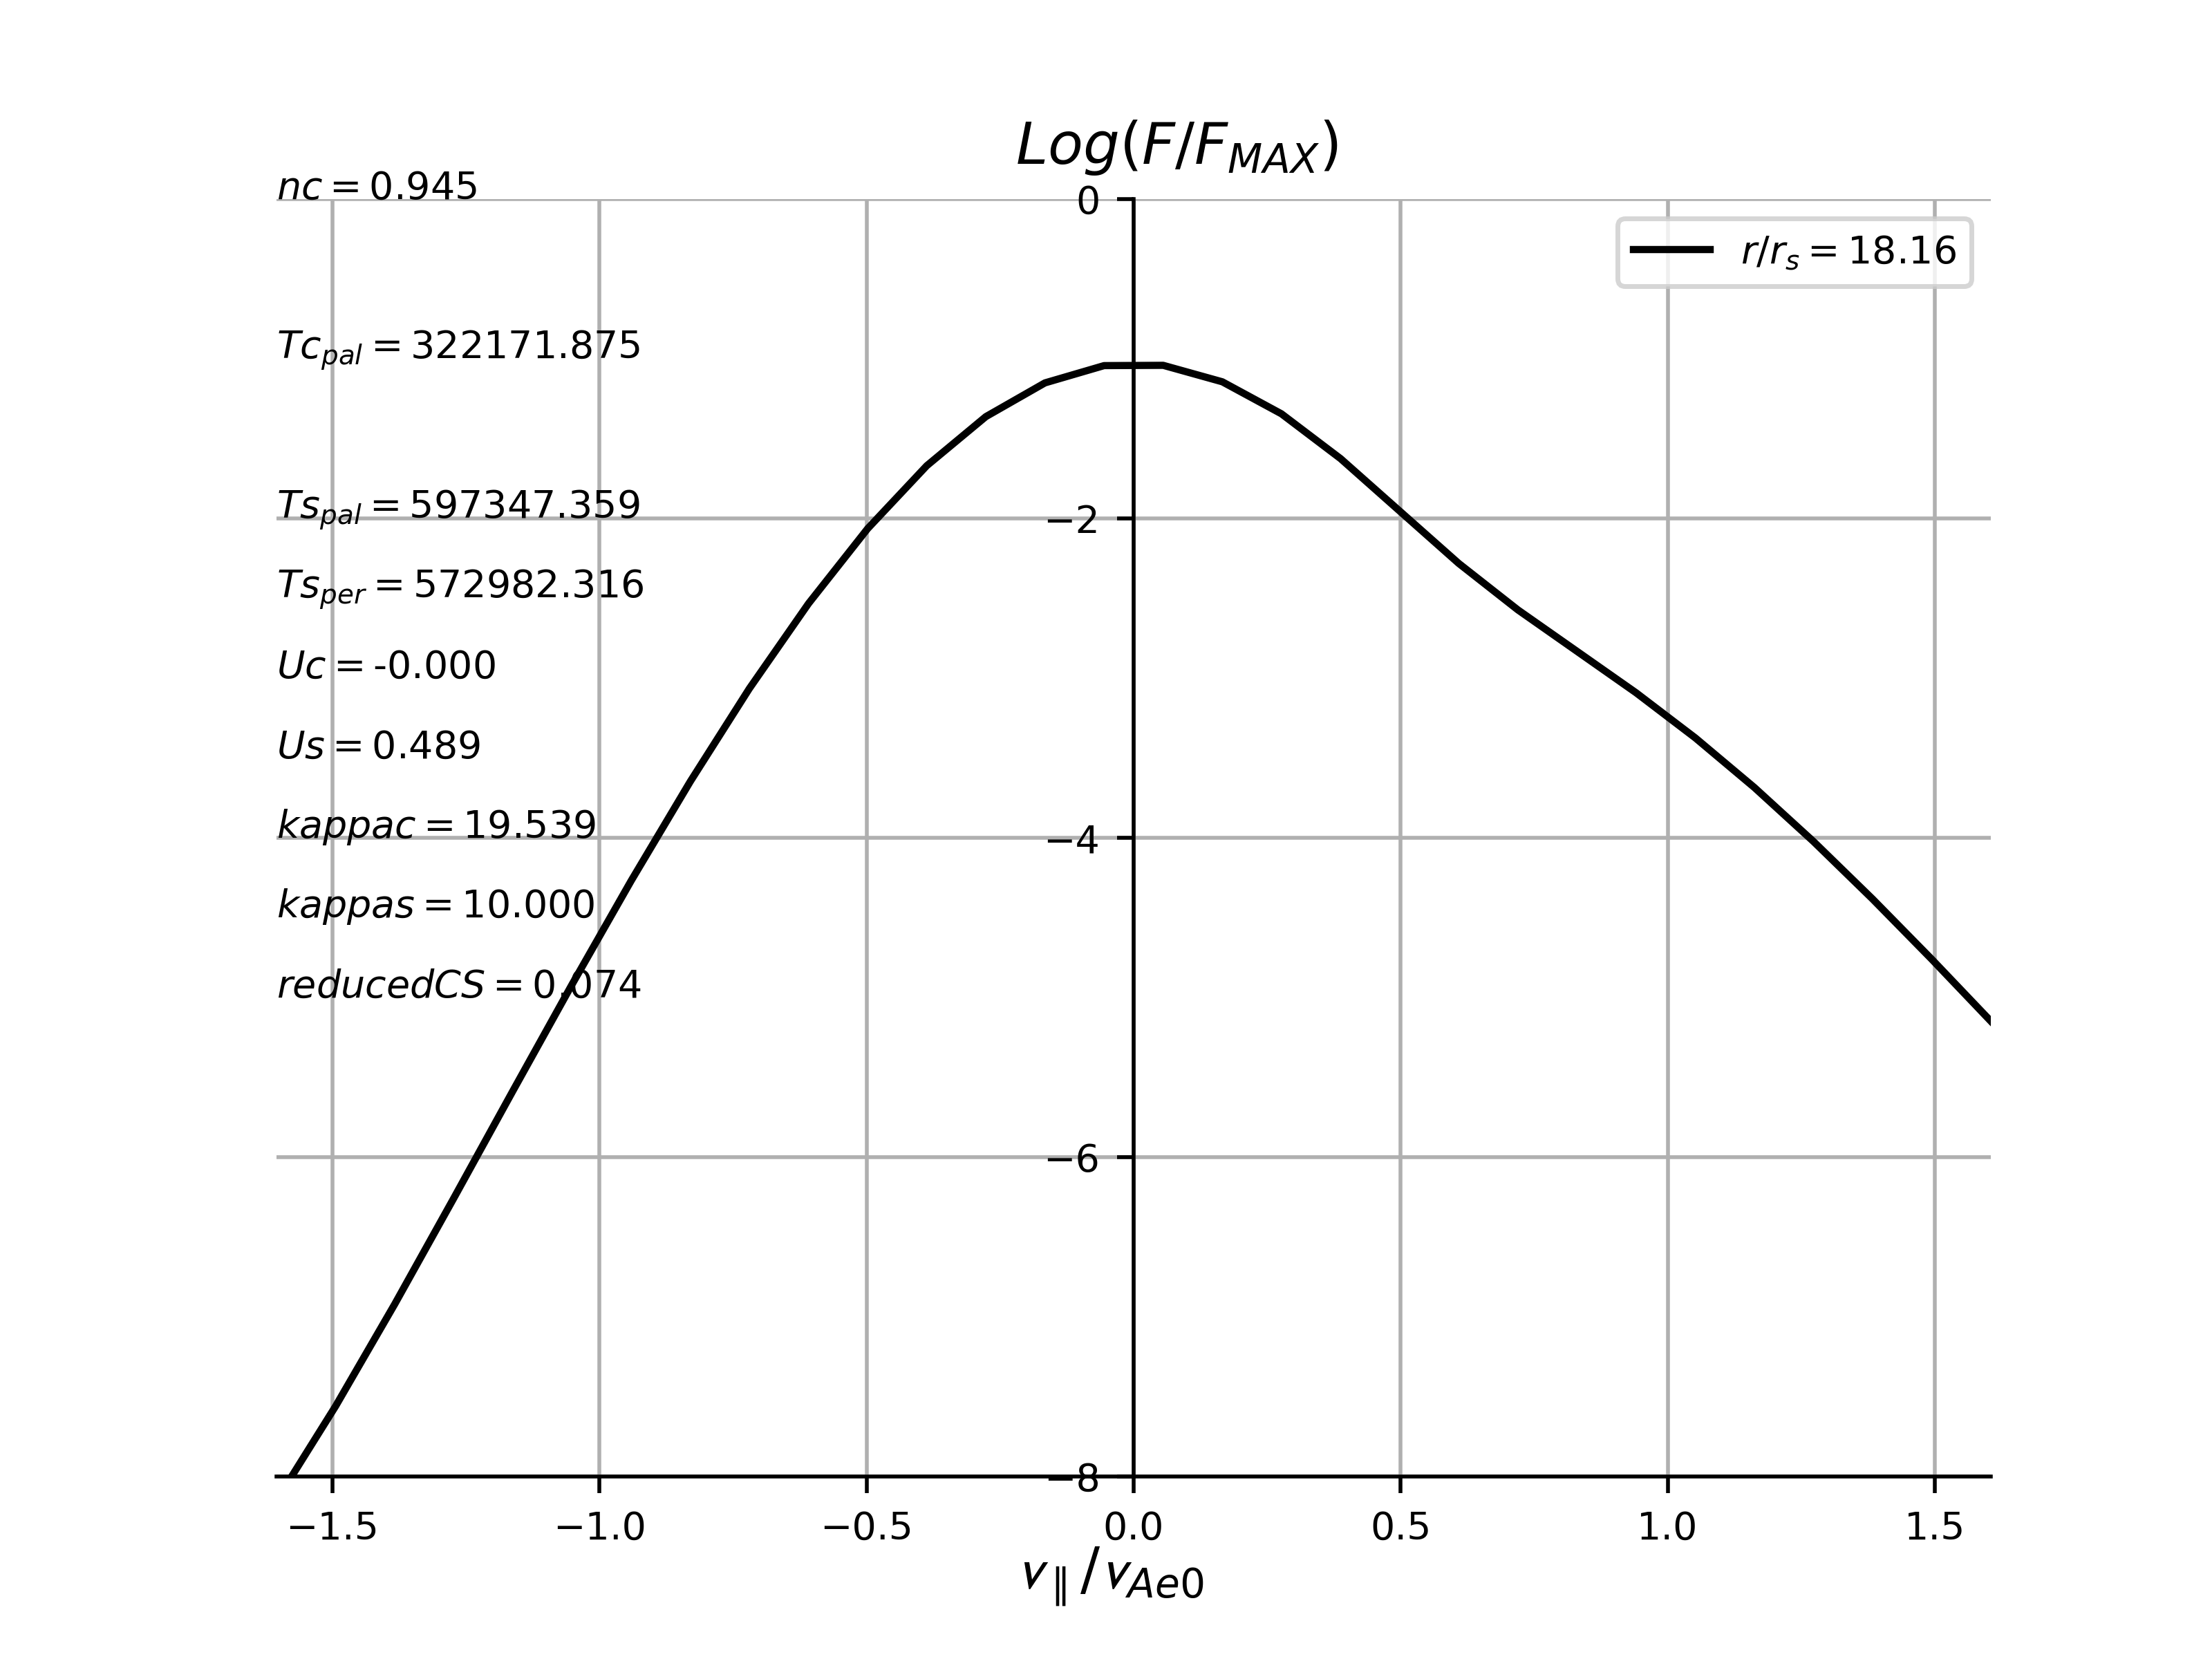 Log(F/F_MAX)
nc = 0.945
0
r/r_s = 18.16
Tc_pal = 322171.875
Ts_pal = 597347.359
−2
Ts_per = 572982.316
Uc = -0.000
Us = 0.489
kappac = 19.539
−4
kappas = 10.000
reducedCS = 0.074
−6
−8
−1.5 −1.0 −0.5 0.0 0.5 1.0 1.5
v_∥/v_Ae0